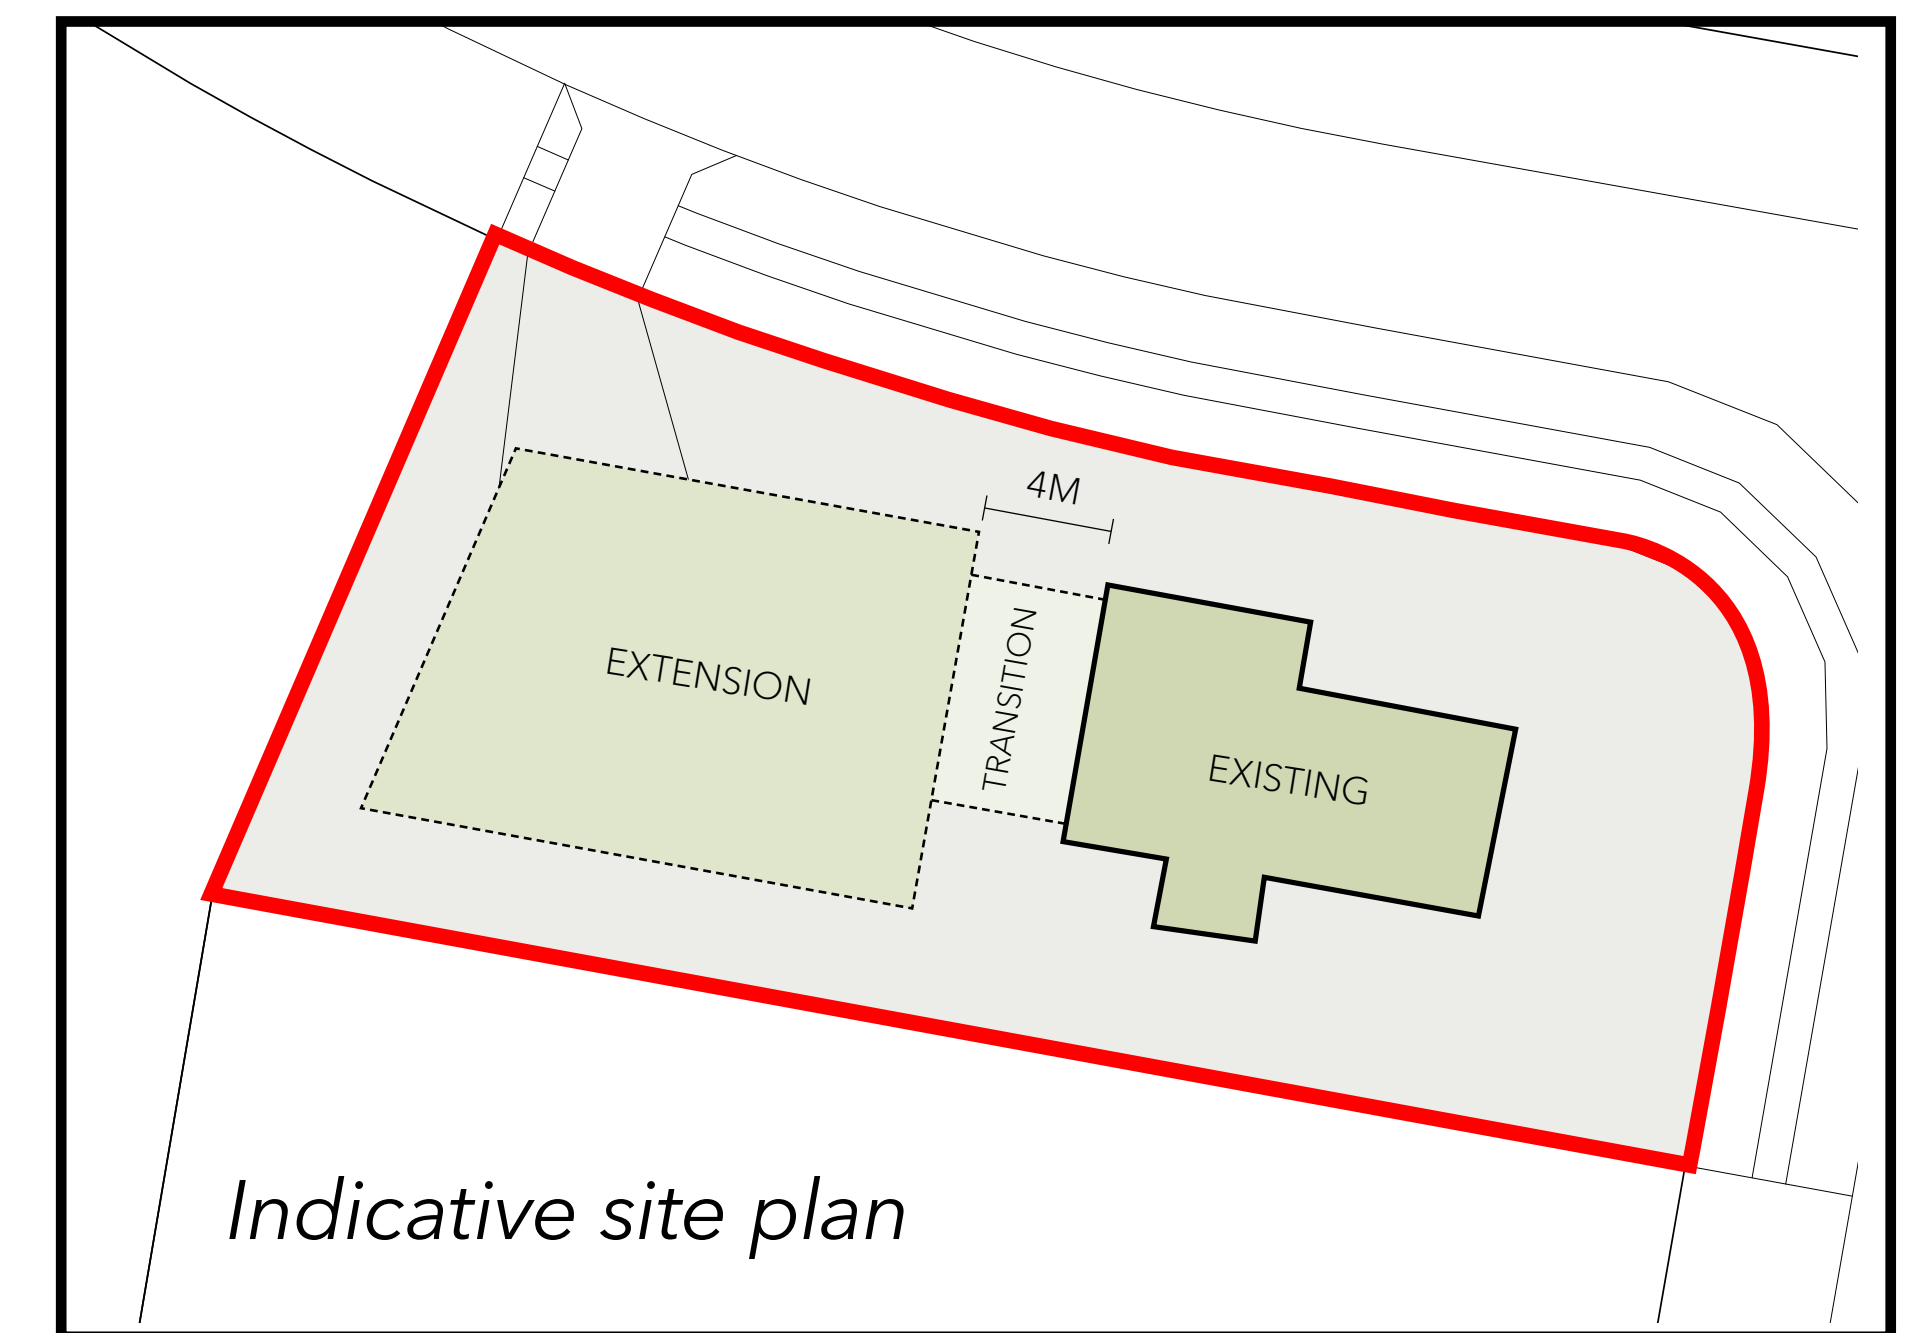 4M
EXTENSION
TRANSITION
EXISTING
Indicative site plan